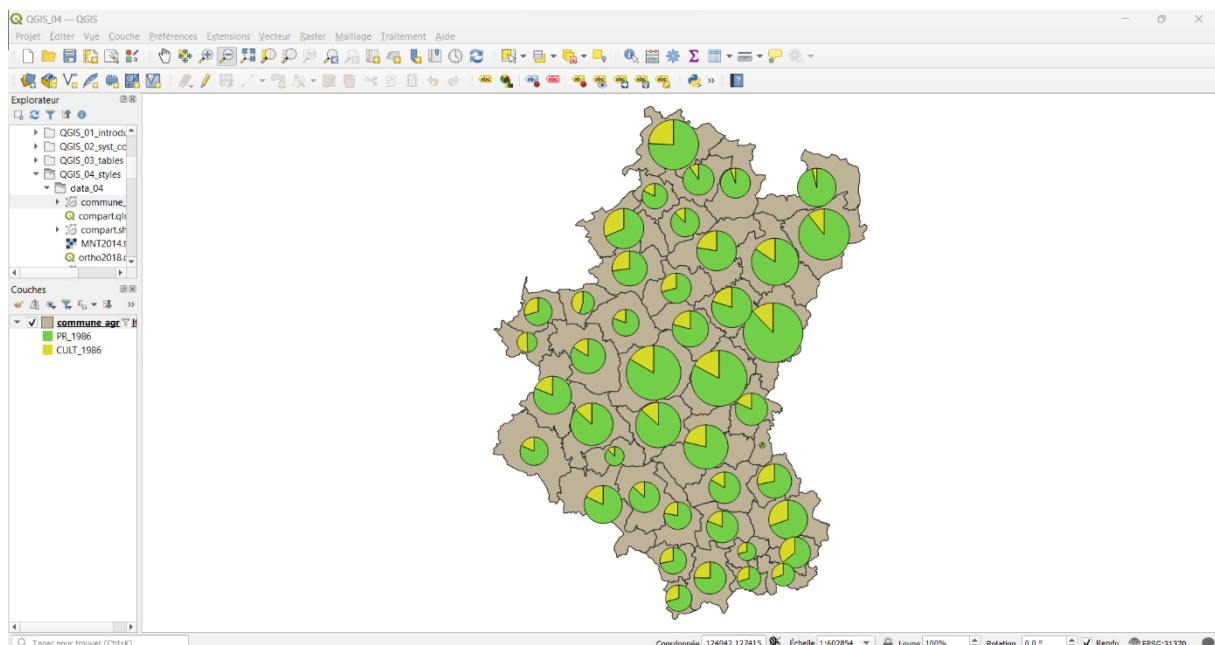 QGIS_04 — QGIS
Projet Éditer Vue Couche Préférences Extensions Vecteur Raster Maillage Traitement Aide
Explorateur
QGIS_01_introdu
QGIS_02_syst_co
QGIS_03_tables
QGIS_04_styles
data_04
commune_
compart.qlr
compart.sh
MNT2014.t
ortho2018.
Couches
commune_agr
PR_1986
CULT_1986
Taper pour trouver (Ctrl+K)
Coordonnée 124042,127415 Échelle 1:602854 Loupe 100% Rotation 0,0 ° Rendu EPSG:31370